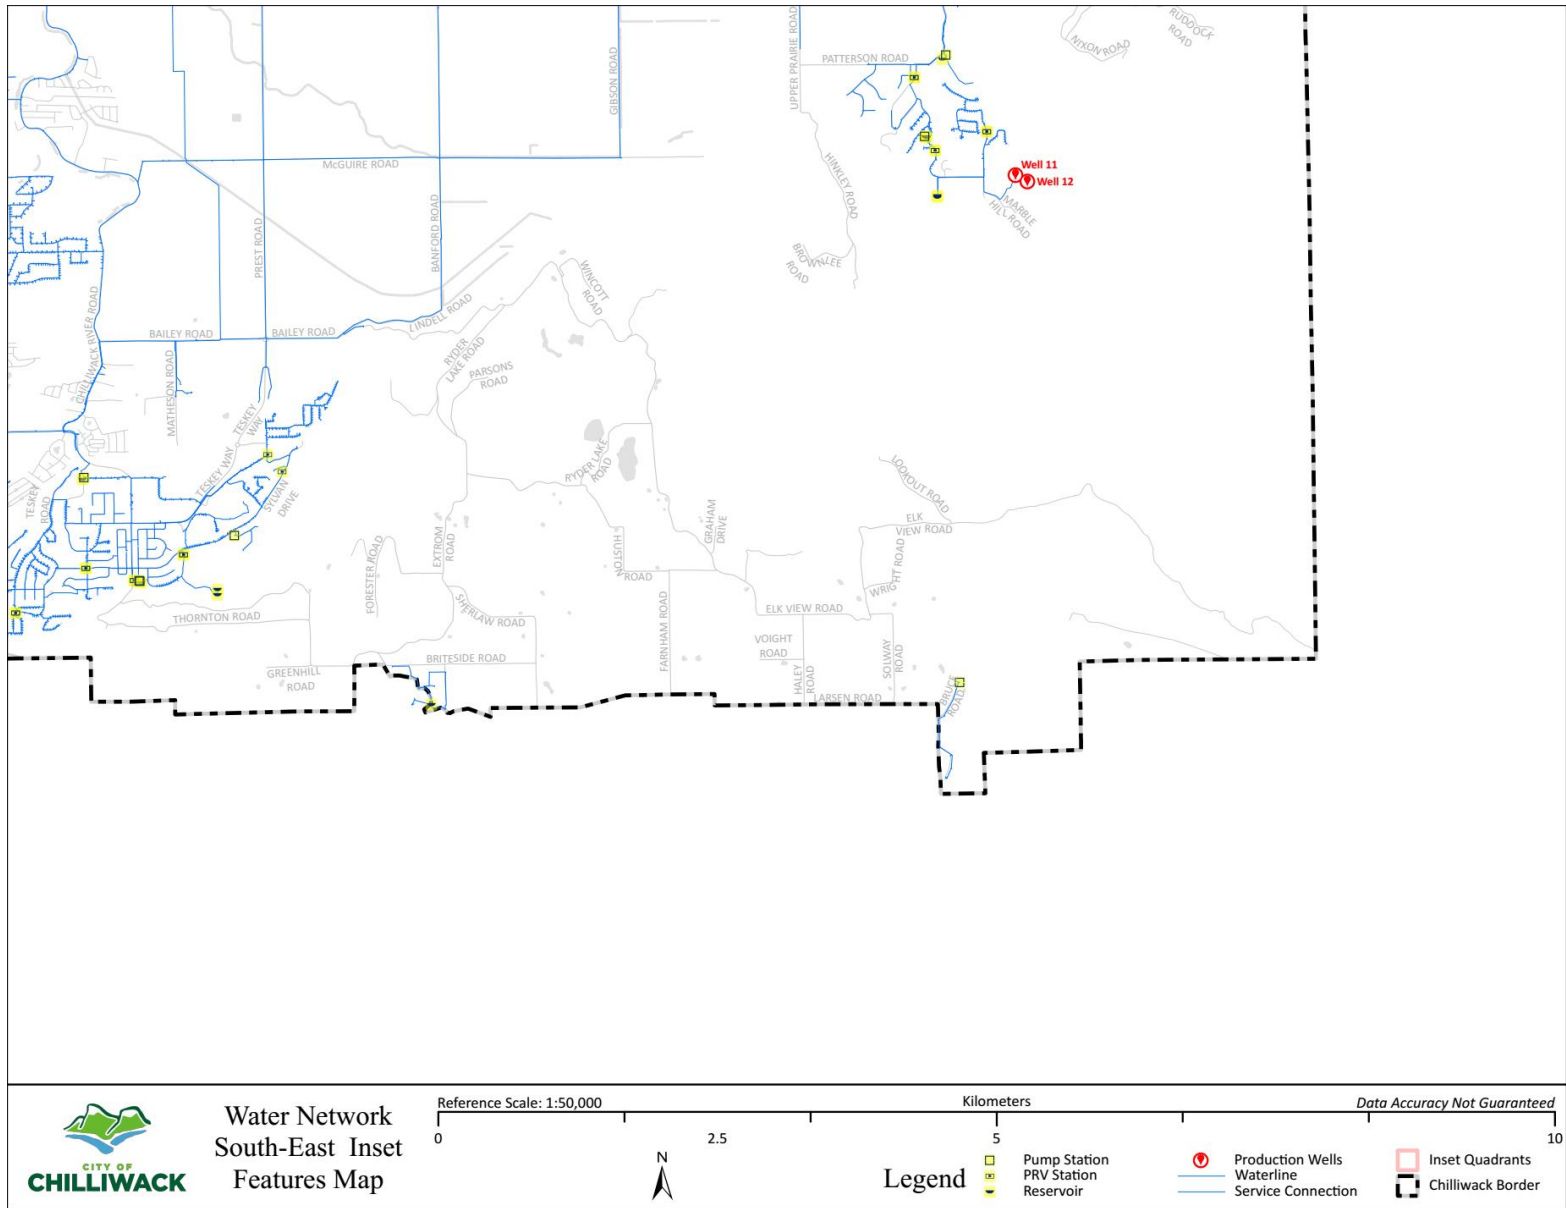 RUDDOCK
ROAD
NIXON ROAD
UPPER PRAIRIE ROAD
PATTERSON ROAD
GIBSON ROAD
McGUIRE ROAD
Well 11
Well 12
HINKLEY ROAD
MARBLE
HILL ROAD
PREST ROAD
BANFORD ROAD
BROWNLEE
ROAD
WINCOTT
ROAD
CHILLIWACK RIVER ROAD
BAILEY ROAD
BAILEY ROAD
LINDELL ROAD
RYDER
LAKE ROAD
PARSONS
ROAD
MATHESON ROAD
TESKEY
WAY
TESKEY WAY
RYDER LAKE
ROAD
LOOKOUT ROAD
TESKEY
ROAD
SYLVAN
DRIVE
EXTROM
ROAD
GRAHAM
DRIVE
ELK
VIEW ROAD
FORESTER ROAD
HUSTON
ROAD
WRIGHT ROAD
THORNTON ROAD
SHERLAW ROAD
FARNHAM ROAD
ELK VIEW ROAD
VOIGHT
ROAD
SOLWAY
ROAD
BRITESIDE ROAD
GREENHILL
ROAD
HALEY
ROAD
LARSEN ROAD
BRUCE
ROAD
CITY OF
CHILLIWACK
Water Network
South-East Inset
Features Map
Reference Scale: 1:50,000
Kilometers
Data Accuracy Not Guaranteed
0
2.5
5
10
N
Legend
Pump Station
PRV Station
Reservoir
Production Wells
Waterline
Service Connection
Inset Quadrants
Chilliwack Border